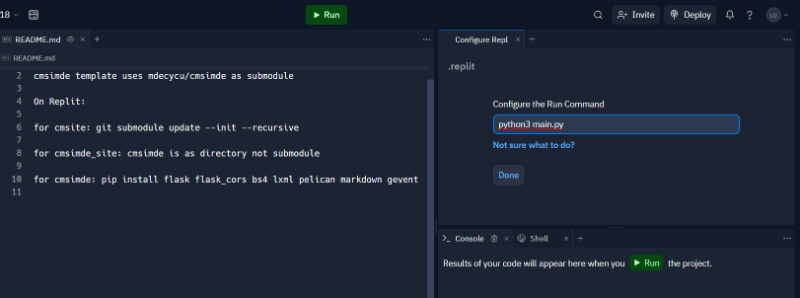 18
Run
Invite
Deploy
?
README.md
README.md
2 cmsimde template uses mdecycu/cmsimde as submodule
3
4 On Replit:
5
6 for cmsite: git submodule update --init --recursive
7
8 for cmsimde_site: cmsimde is as directory not submodule
9
10 for cmsimde: pip install flask flask_cors bs4 lxml pelican markdown gevent
11
Configure Repl
.replit
Configure the Run Command
python3 main.py
Not sure what to do?
Done
Console
Shell
Results of your code will appear here when you Run the project.